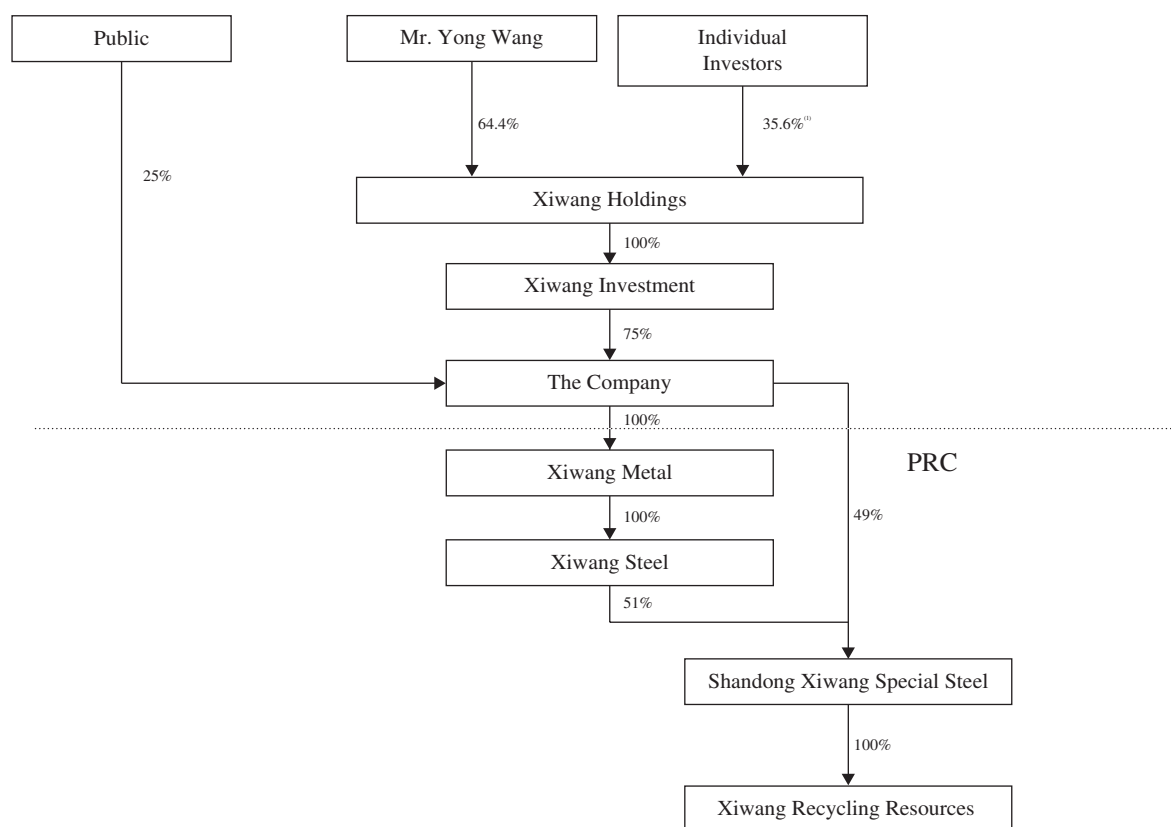 Public
Mr. Yong Wang
Individual
Investors
64.4%
35.6%(1)
25%
Xiwang Holdings
100%
Xiwang Investment
75%
The Company
100%
PRC
Xiwang Metal
100%
49%
Xiwang Steel
51%
Shandong Xiwang Special Steel
100%
Xiwang Recycling Resources